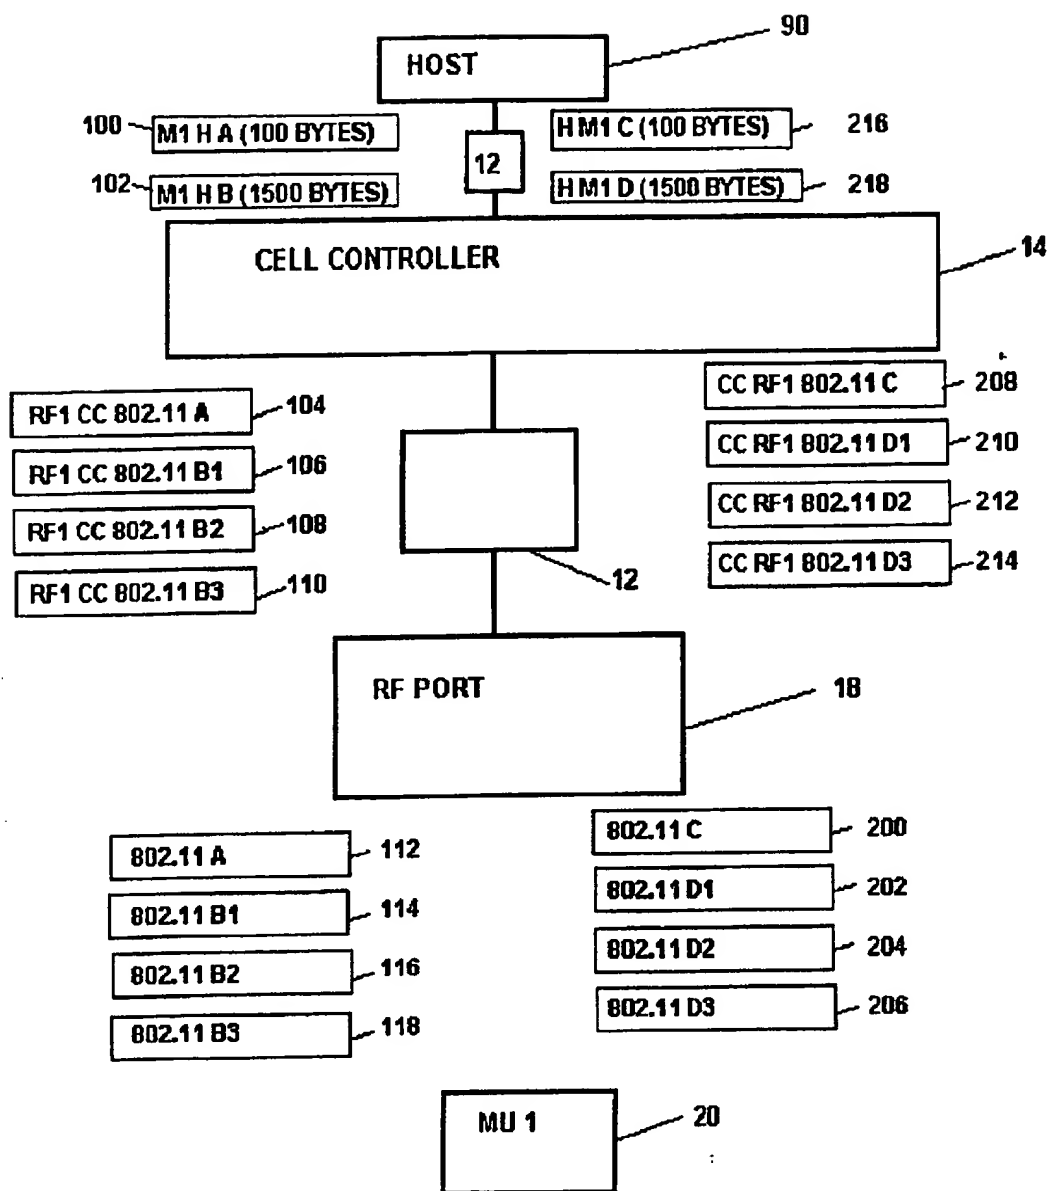 90
HOST
100
M1 H A (100 BYTES)
H M1 C (100 BYTES)
216
12
102
M1 H B (1500 BYTES)
H M1 D (1500 BYTES)
218
CELL CONTROLLER
14
RF1 CC 802.11 A
104
CC RF1 802.11 C
208
RF1 CC 802.11 B1
106
CC RF1 802.11 D1
210
RF1 CC 802.11 B2
108
CC RF1 802.11 D2
212
RF1 CC 802.11 B3
110
12
CC RF1 802.11 D3
214
RF PORT
18
802.11 A
112
802.11 C
200
802.11 B1
114
802.11 D1
202
802.11 B2
116
802.11 D2
204
802.11 B3
118
802.11 D3
206
MU 1
20